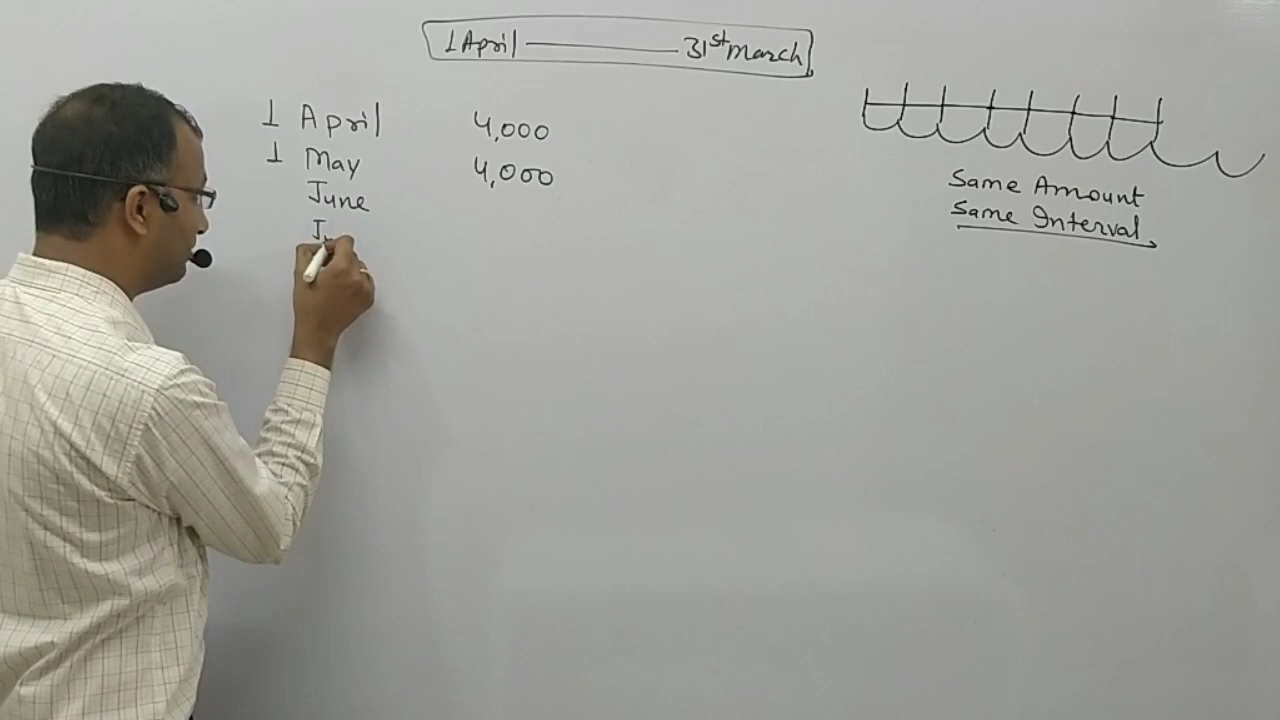 1 April — 31st March
1 April 4,000
1 May 4,000
June
Same Amount
Same Interval